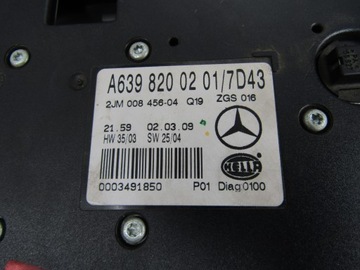 A639 820 02 01/7D43
2JM 008 456-04 Q19 ZGS 016
21.59 02.03.09
HW 35/03 SW 25/04
HELLA
0003491850 P01 Diag:0100